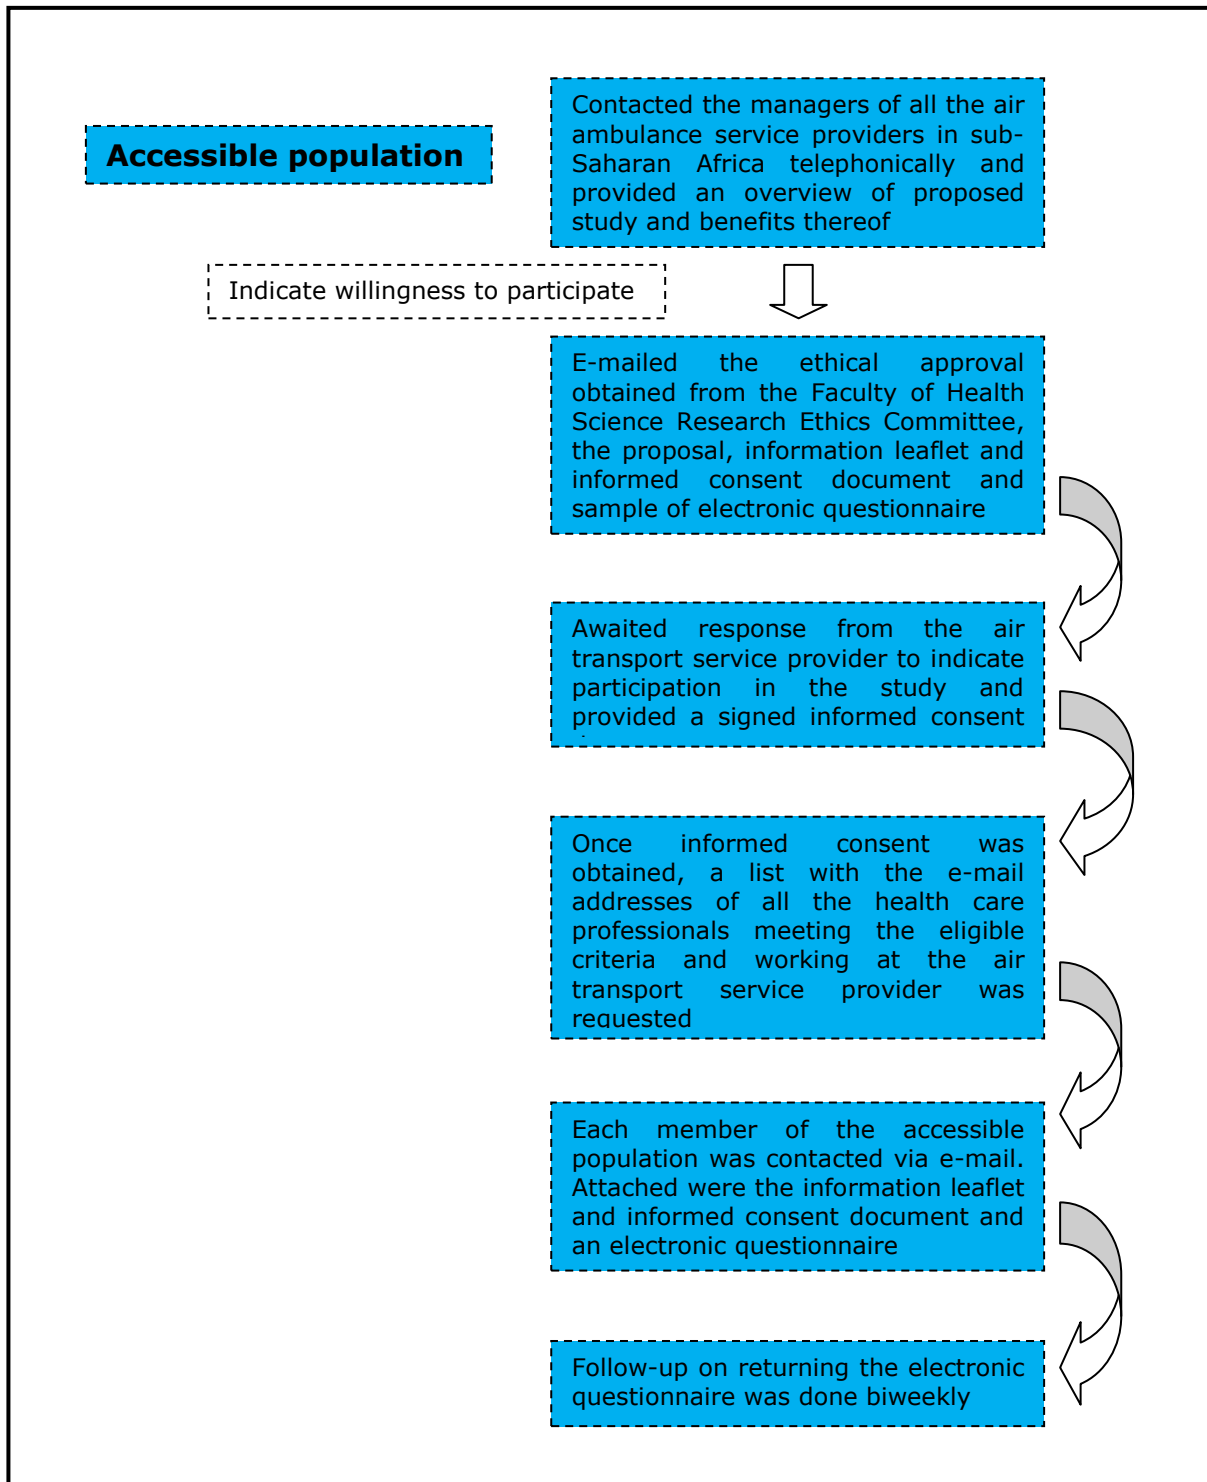 Accessible population
Contacted the managers of all the air
ambulance service providers in sub-
Saharan Africa telephonically and
provided an overview of proposed
study and benefits thereof
Indicate willingness to participate
E-mailed the ethical approval
obtained from the Faculty of Health
Science Research Ethics Committee,
the proposal, information leaflet and
informed consent document and
sample of electronic questionnaire
Awaited response from the air
transport service provider to indicate
participation in the study and
provided a signed informed consent
Once informed consent was
obtained, a list with the e-mail
addresses of all the health care
professionals meeting the eligible
criteria and working at the air
transport service provider was
requested
Each member of the accessible
population was contacted via e-mail.
Attached were the information leaflet
and informed consent document and
an electronic questionnaire
Follow-up on returning the electronic
questionnaire was done biweekly